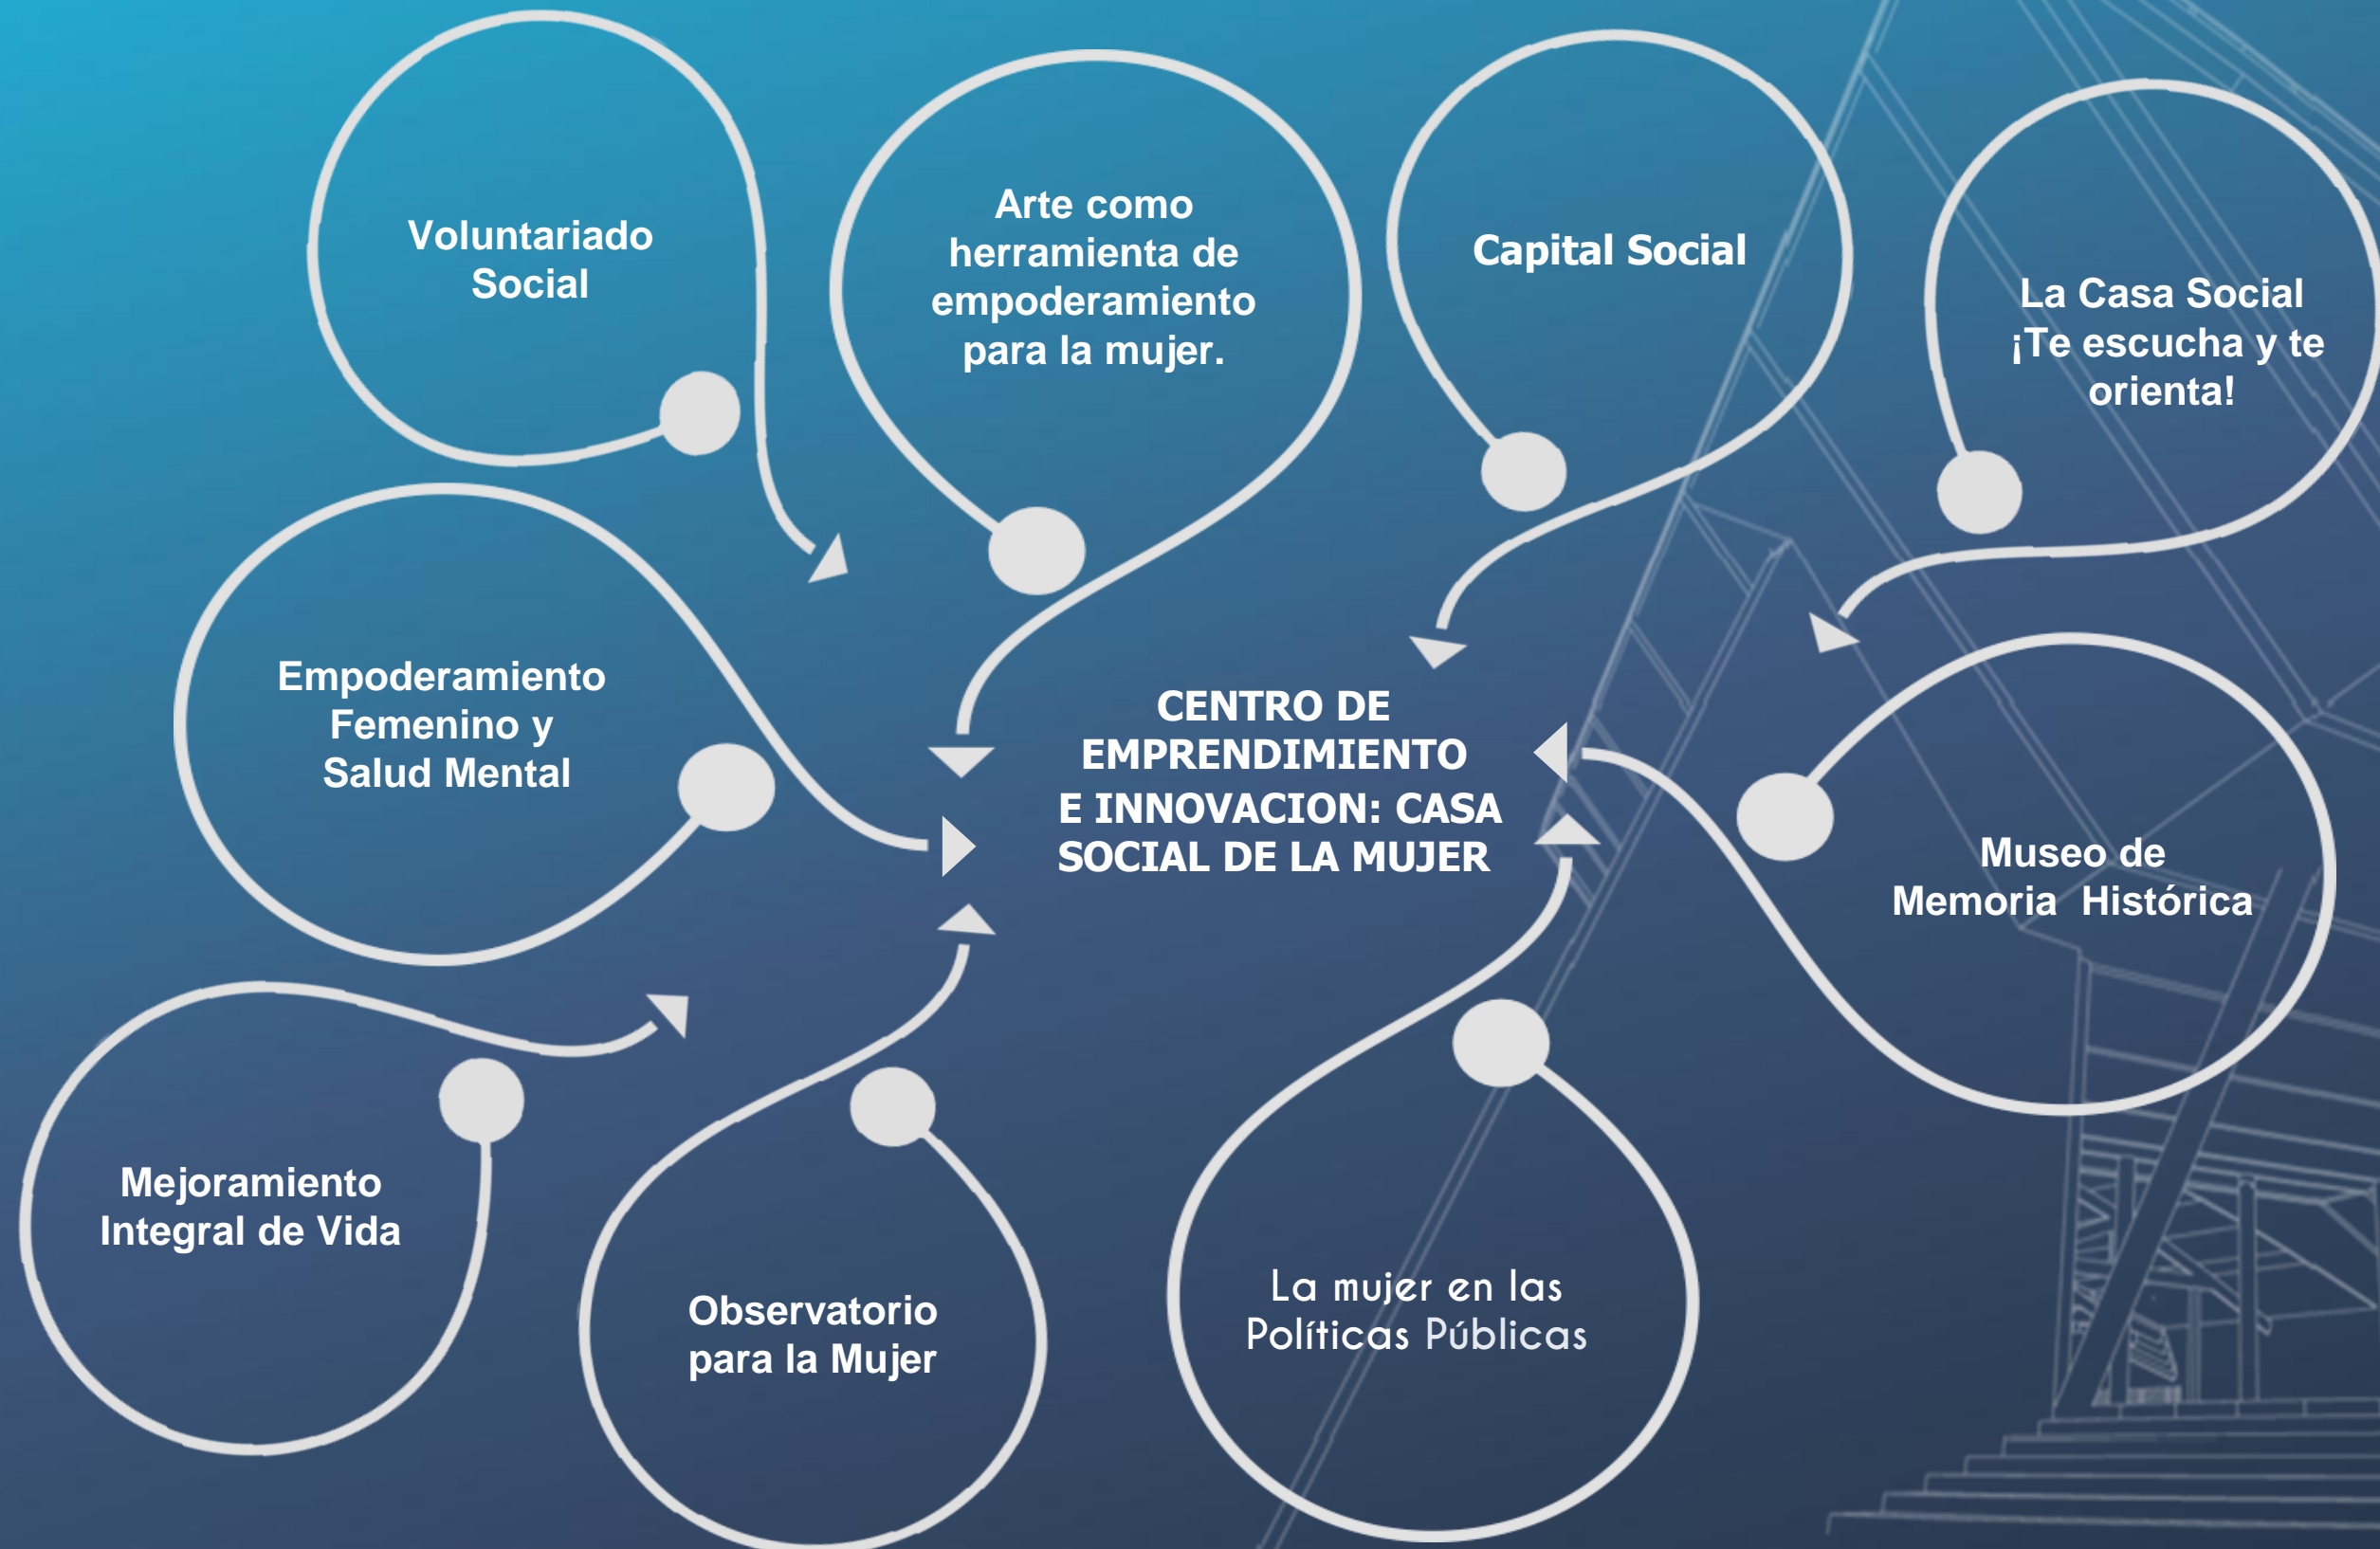 Voluntariado
Social
Arte como
herramienta de
empoderamiento
para la mujer.
Capital Social
La Casa Social
¡Te escucha y te
orienta!
Empoderamiento
Femenino y
Salud Mental
CENTRO DE
EMPRENDIMIENTO
E INNOVACION: CASA
SOCIAL DE LA MUJER
Museo de
Memoria  Histórica
Mejoramiento
Integral de Vida
Observatorio
para la Mujer
La mujer en las
Políticas Públicas